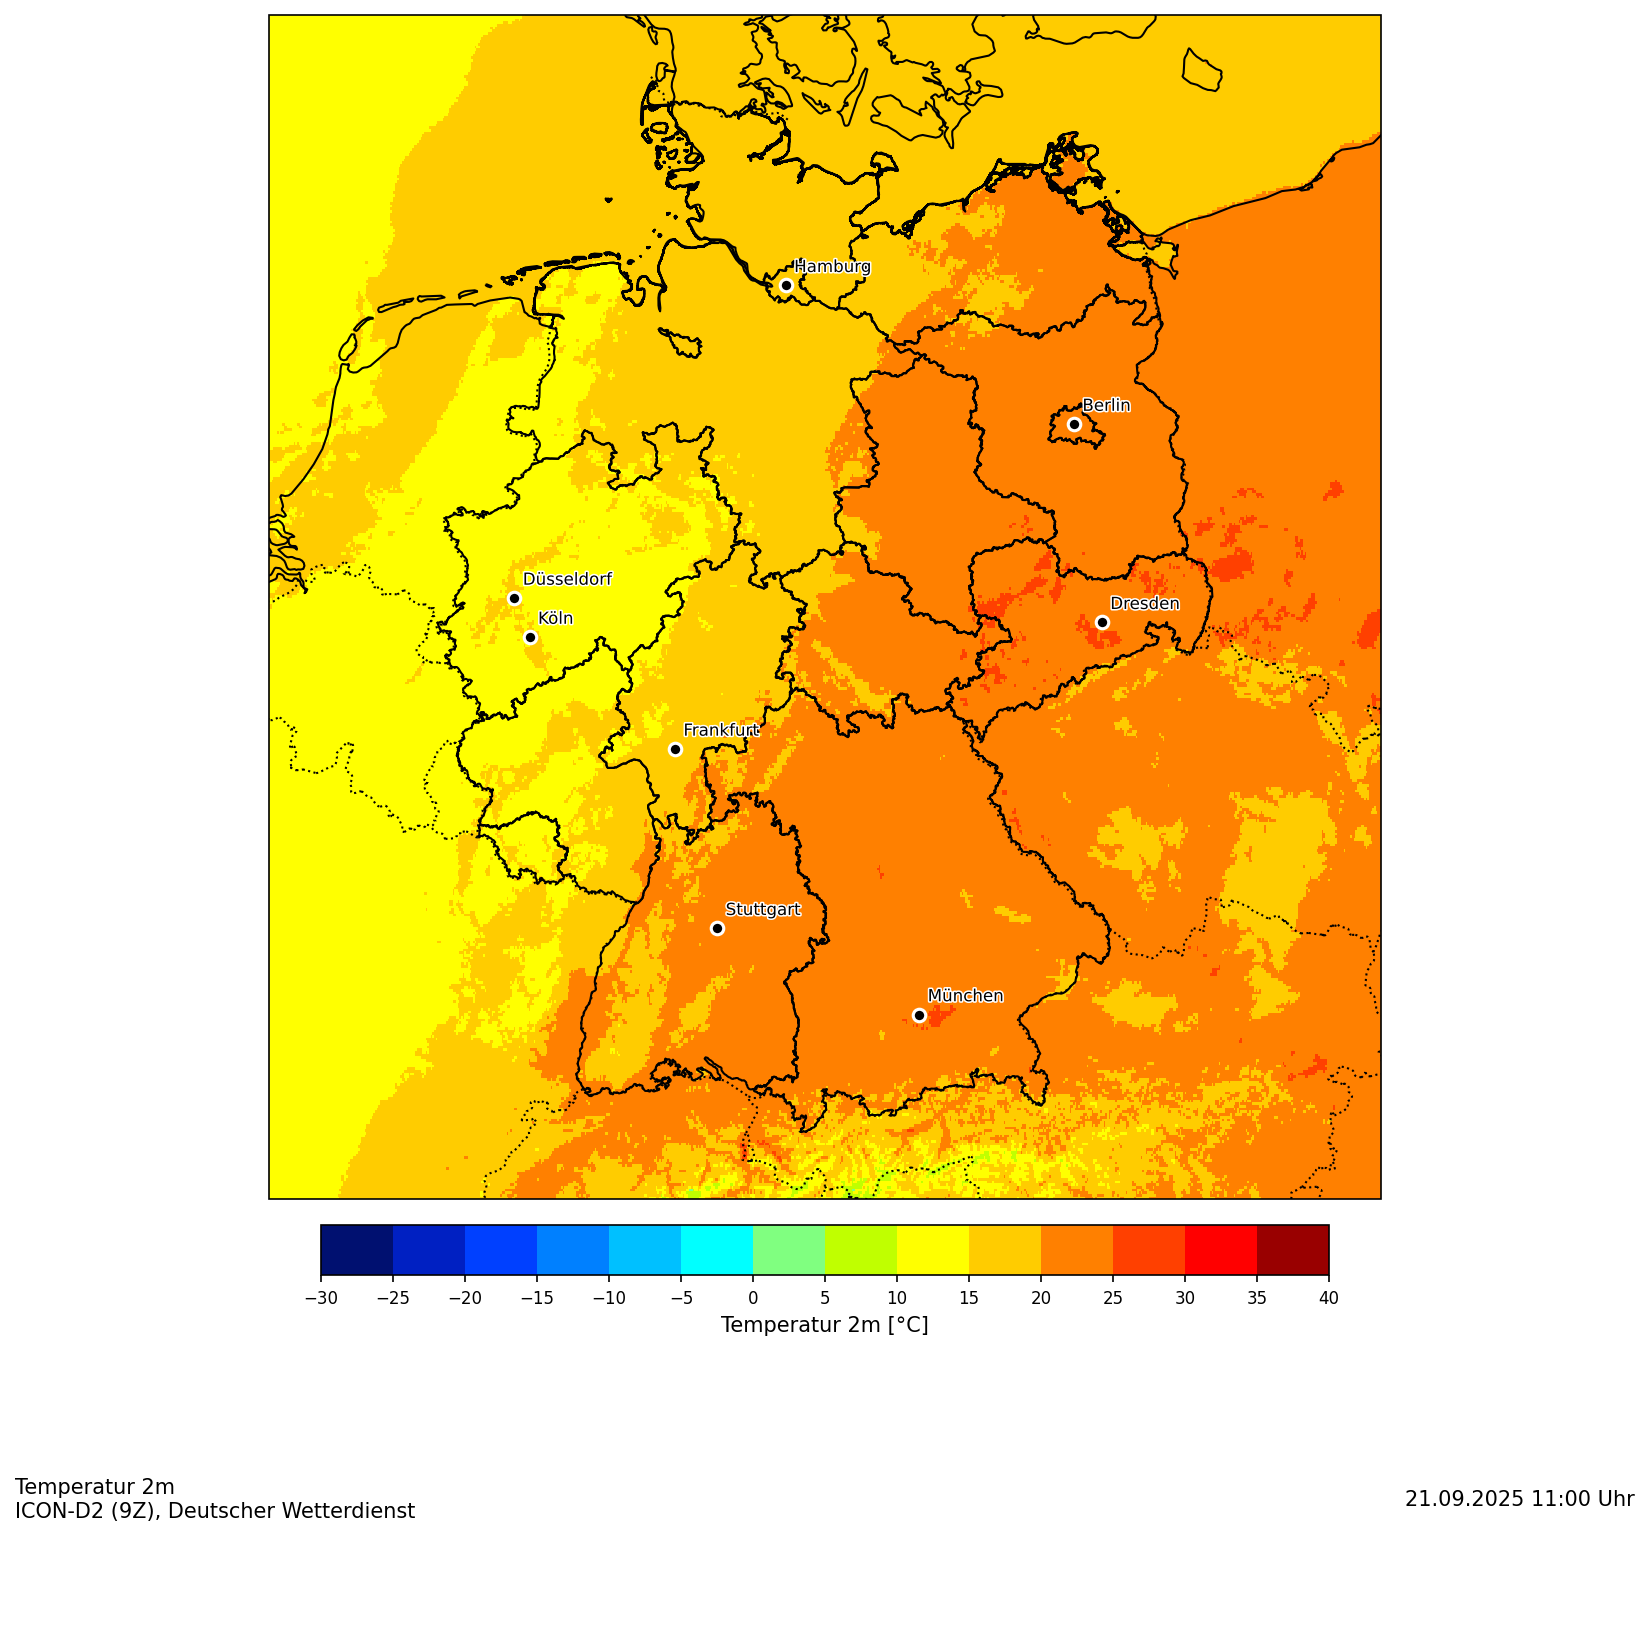 Hamburg
Berlin
Düsseldorf
Köln
Dresden
Frankfurt
Stuttgart
München
−30 −25 −20 −15 −10 −5 0 5 10 15 20 25 30 35 40
Temperatur 2m [°C]
Temperatur 2m
ICON-D2 (9Z), Deutscher Wetterdienst
21.09.2025 11:00 Uhr